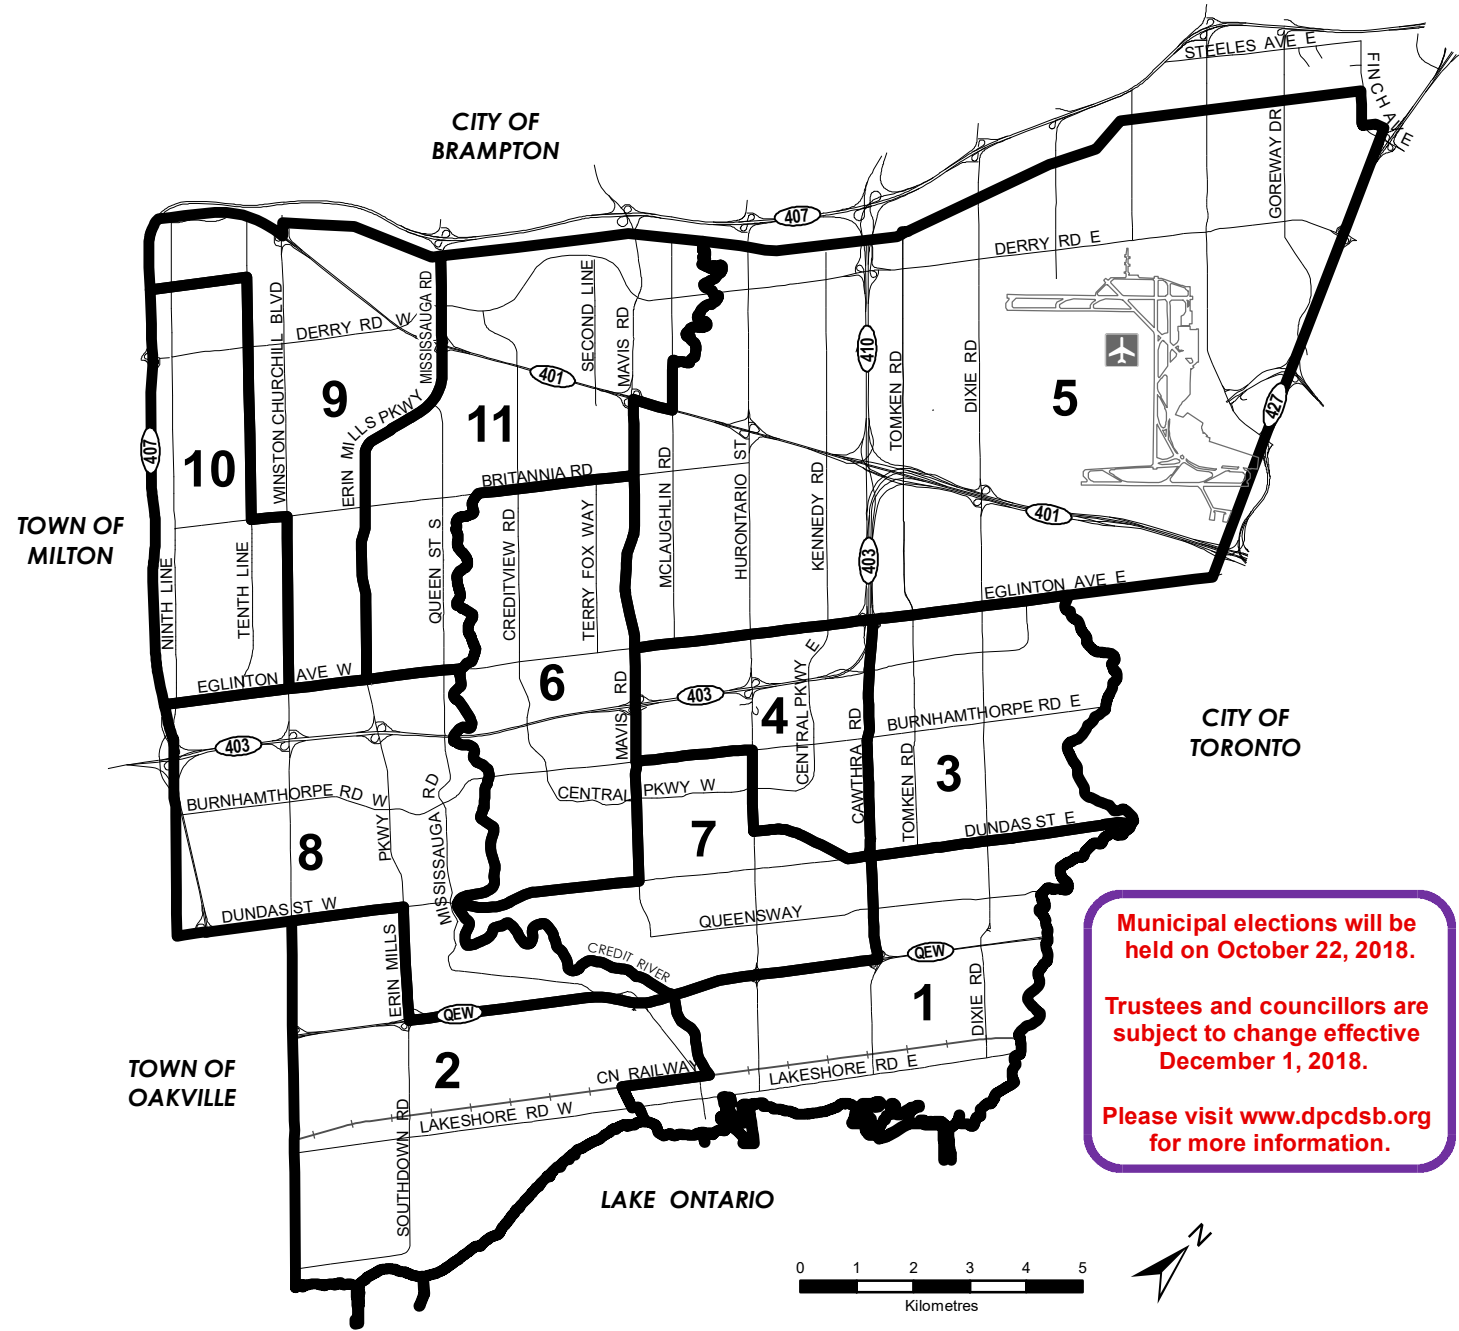 STEELES AVE E
FINCH AVE
CITY OF
BRAMPTON
GOREWAY DR
407
DERRY RD E
MISSISSAUGA RD
SECOND LINE
WINSTON CHURCHILL BLVD
MAVIS RD
DERRY RD W
410
401
TOMKEN RD
DIXIE RD
5
9
ERIN MILLS PKWY
427
11
407
10
BRITANNIA RD
MCLAUGHLIN RD
HURONTARIO ST
KENNEDY RD
401
TOWN OF
MILTON
QUEEN ST S
CREDITVIEW RD
TERRY FOX WAY
403
NINTH LINE
TENTH LINE
EGLINTON AVE E
EGLINTON AVE W
6
MAVIS RD
403
4
CENTRAL PKWY E
CAWTHRA RD
BURNHAMTHORPE RD E
CITY OF
TORONTO
403
TOMKEN RD
3
BURNHAMTHORPE RD W
PKWY
MISSISSAUGA RD
CENTRAL PKWY W
8
7
DUNDAS ST E
DUNDAS ST W
QUEENSWAY
ERIN MILLS
CREDIT RIVER
QEW
QEW
1
DIXIE RD
Municipal elections will be
held on October 22, 2018.
Trustees and councillors are
subject to change effective
December 1, 2018.
Please visit www.dpcdsb.org
for more information.
TOWN OF
OAKVILLE
2
CN RAILWAY
LAKESHORE RD E
LAKESHORE RD W
SOUTHDOWN RD
LAKE ONTARIO
N
0 1 2 3 4 5
Kilometres